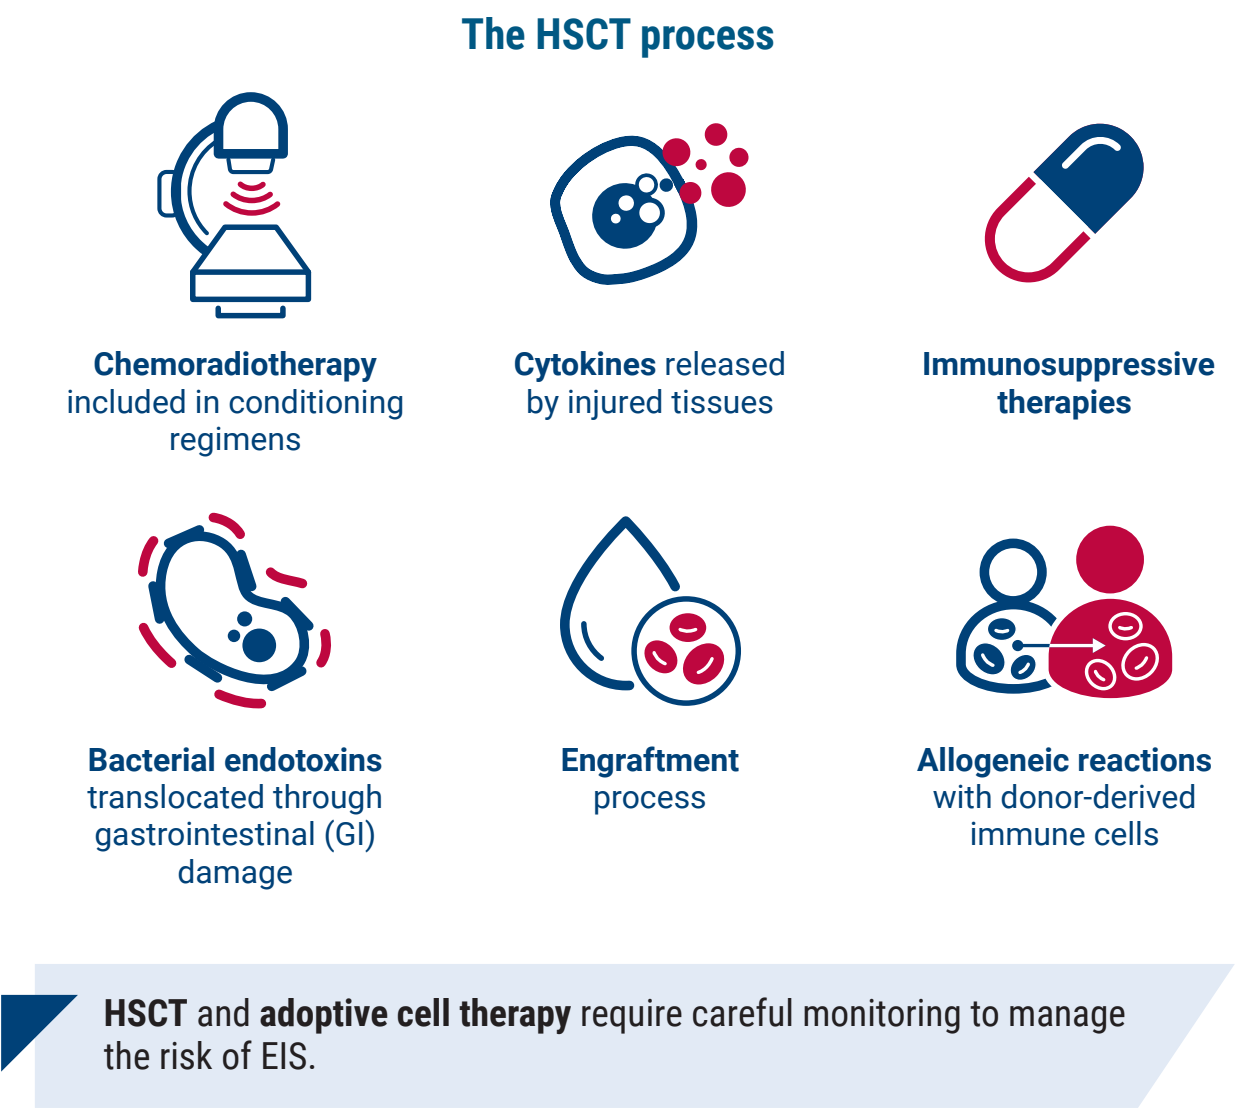 The HSCT process
Chemoradiotherapy
included in conditioning
regimens
Cytokines released
by injured tissues
Immunosuppressive
therapies
Bacterial endotoxins
translocated through
gastrointestinal (GI)
damage
Engraftment
process
Allogeneic reactions
with donor-derived
immune cells
HSCT and adoptive cell therapy require careful monitoring to manage
the risk of EIS.